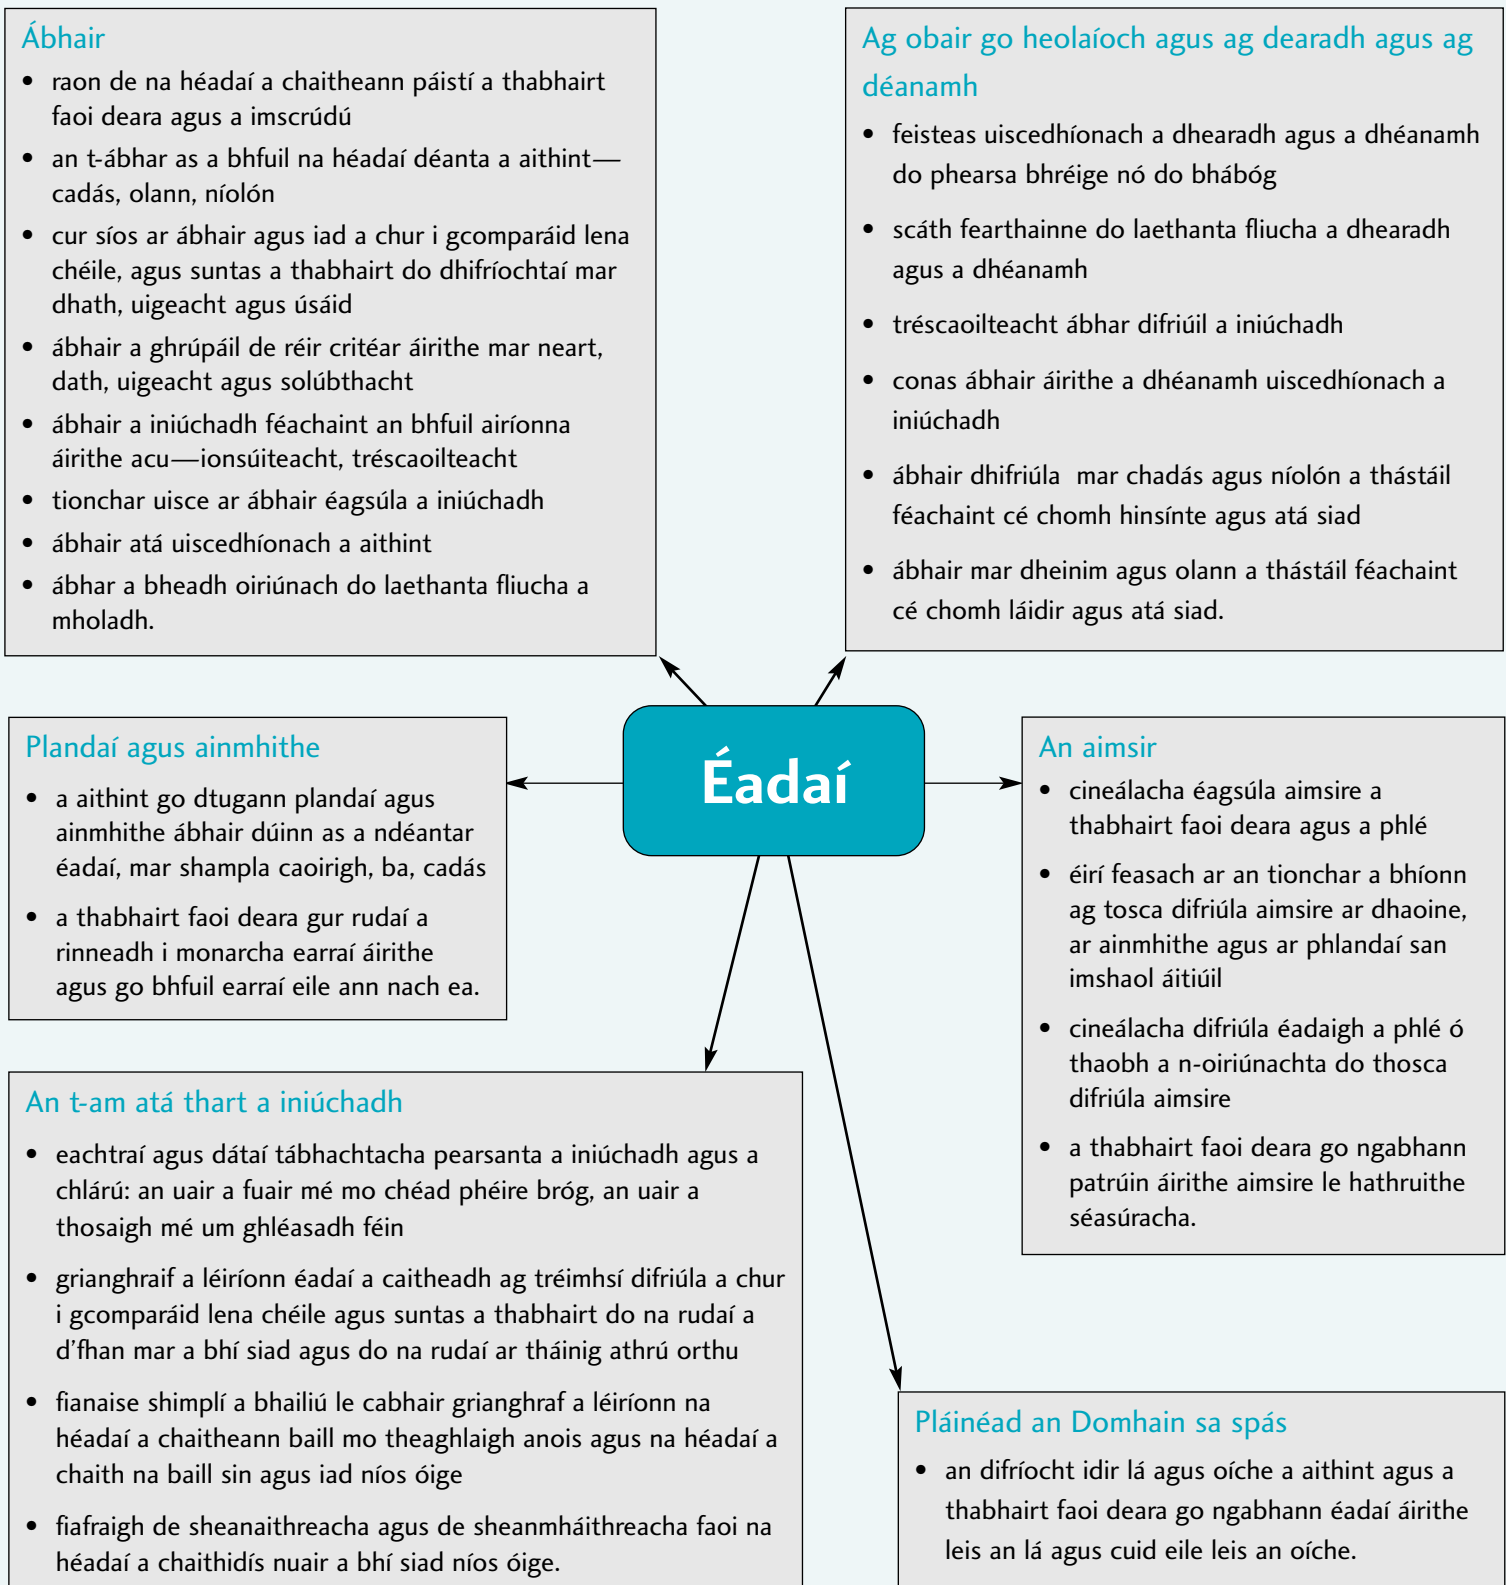 Ábhair
• raon de na héadaí a chaitheann páistí a thabhairt
faoi deara agus a imscrúdú
• an t-ábhar as a bhfuil na héadaí déanta a aithint—
cadás, olann, níolón
• cur síos ar ábhair agus iad a chur i gcomparáid lena
chéile, agus suntas a thabhairt do dhifríochtaí mar
dhath, uigeacht agus úsáid
• ábhair a ghrúpáil de réir critéar áirithe mar neart,
dath, uigeacht agus solúbthacht
• ábhair a iniúchadh féachaint an bhfuil airíonna
áirithe acu—ionsúiteacht, tréscaoilteacht
• tionchar uisce ar ábhair éagsúla a iniúchadh
• ábhair atá uiscedhíonach a aithint
• ábhar a bheadh oiriúnach do laethanta fliucha a
mholadh.
Ag obair go heolaíoch agus ag dearadh agus ag
déanamh
• feisteas uiscedhíonach a dhearadh agus a dhéanamh
do phearsa bhréige nó do bhábóg
• scáth fearthainne do laethanta fliucha a dhearadh
agus a dhéanamh
• tréscaoilteacht ábhar difriúil a iniúchadh
• conas ábhair áirithe a dhéanamh uiscedhíonach a
iniúchadh
• ábhair dhifriúla mar chadás agus níolón a thástáil
féachaint cé chomh hinsínte agus atá siad
• ábhair mar dheinim agus olann a thástáil féachaint
cé chomh láidir agus atá siad.
Plandaí agus ainmhithe
• a aithint go dtugann plandaí agus
ainmhithe ábhair dúinn as a ndéantar
éadaí, mar shampla caoirigh, ba, cadás
• a thabhairt faoi deara gur rudaí a
rinneadh i monarcha earraí áirithe
agus go bhfuil earraí eile ann nach ea.
Éadaí
An aimsir
• cineálacha éagsúla aimsire a
thabhairt faoi deara agus a phlé
• éirí feasach ar an tionchar a bhíonn
ag tosca difriúla aimsire ar dhaoine,
ar ainmhithe agus ar phlandaí san
imshaol áitiúil
• cineálacha difriúla éadaigh a phlé ó
thaobh a n-oiriúnachta do thosca
difriúla aimsire
• a thabhairt faoi deara go ngabhann
patrúin áirithe aimsire le hathruithe
séasúracha.
An t-am atá thart a iniúchadh
• eachtraí agus dátaí tábhachtacha pearsanta a iniúchadh agus a
chlárú: an uair a fuair mé mo chéad phéire bróg, an uair a
thosaigh mé um ghléasadh féin
• grianghraif a léiríonn éadaí a caitheadh ag tréimhsí difriúla a chur
i gcomparáid lena chéile agus suntas a thabhairt do na rudaí a
d'fhan mar a bhí siad agus do na rudaí ar tháinig athrú orthu
• fianaise shimplí a bhailiú le cabhair grianghraf a léiríonn na
héadaí a chaitheann baill mo theaghlaigh anois agus na héadaí a
chaith na baill sin agus iad níos óige
• fiafraigh de sheanaithreacha agus de sheanmháithreacha faoi na
héadaí a chaithidís nuair a bhí siad níos óige.
Pláinéad an Domhain sa spás
• an difríocht idir lá agus oíche a aithint agus a
thabhairt faoi deara go ngabhann éadaí áirithe
leis an lá agus cuid eile leis an oíche.